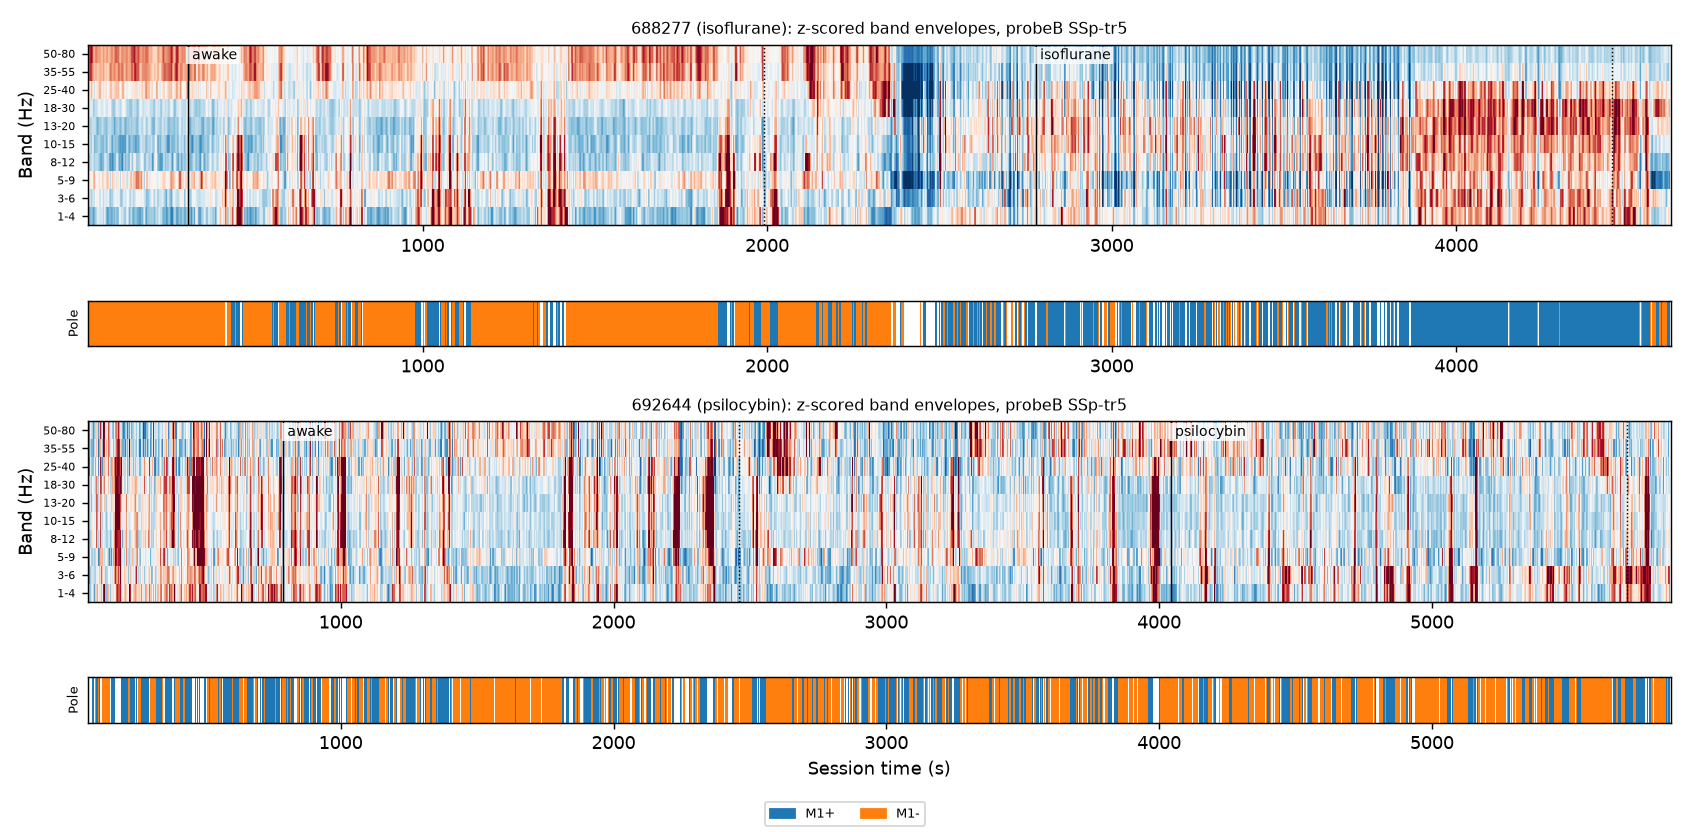 688277 (isoflurane): z-scored band envelopes, probeB SSp-tr5
Band (Hz)
50-80
35-55
25-40
18-30
13-20
10-15
8-12
5-9
3-6
1-4
awake
isoflurane
1000
2000
3000
4000
Pole
1000
2000
3000
4000
692644 (psilocybin): z-scored band envelopes, probeB SSp-tr5
Band (Hz)
50-80
35-55
25-40
18-30
13-20
10-15
8-12
5-9
3-6
1-4
awake
psilocybin
1000
2000
3000
4000
5000
Pole
1000
2000
3000
4000
5000
Session time (s)
M1+
M1-